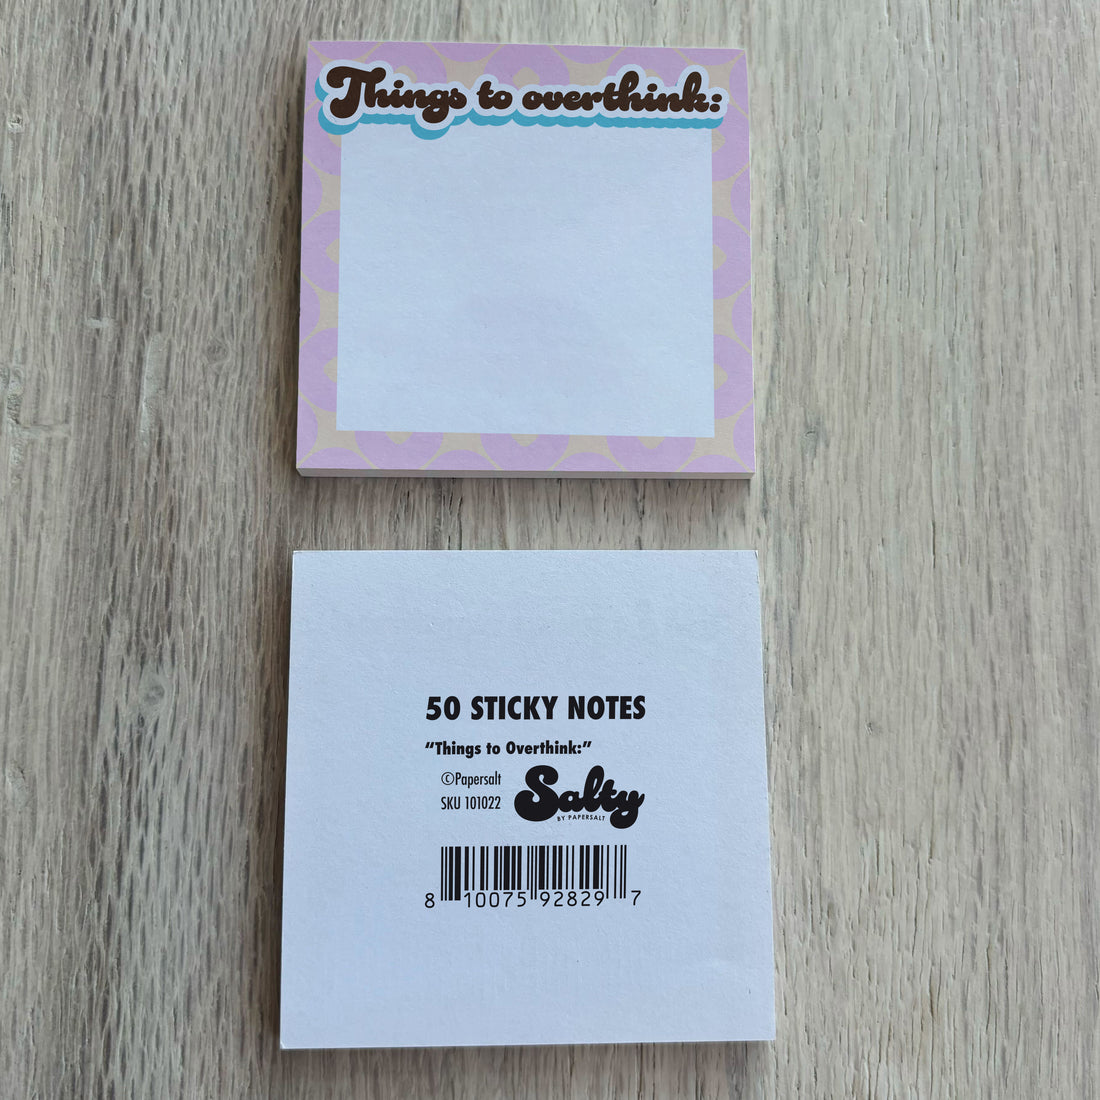 Things to overthink:
50 STICKY NOTES
“Things to Overthink:”
©Papersalt
SKU 101022
Salty
BY PAPERSALT
8 10075 92829 7